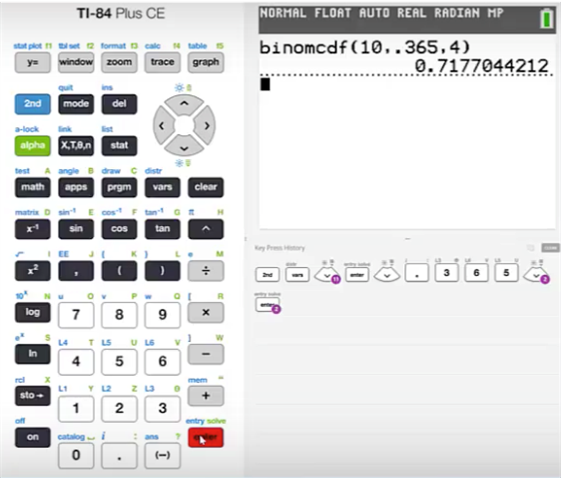 TI-84 Plus CE
stat plot f1 tbl set f2 format f3 calc f4 table f5
y= window zoom trace graph
quit ins
2nd mode del
a-lock link list
alpha X,T,θ,n stat
test A angle B draw C distr
math apps prgm vars clear
matrix D sin⁻¹ E cos⁻¹ F tan⁻¹ G π H
x⁻¹ sin cos tan ^
√ I EE J { K } L e M
x² , ( ) ÷
10ˣ N u O v P w Q [ R
log 7 8 9 ×
eˣ S L4 T L5 U L6 V ] W
ln 4 5 6 −
rcl X L1 Y L2 Z L3 θ mem "
sto→ 1 2 3 +
off catalog i : ans ? entry solve
on 0 . (−) enter
NORMAL FLOAT AUTO REAL RADIAN MP
binomcdf(10,.365,4)
0.7177044212
Key Press History
2nd vars 11 enter . 3 6 5 2
entry solve
enter 2